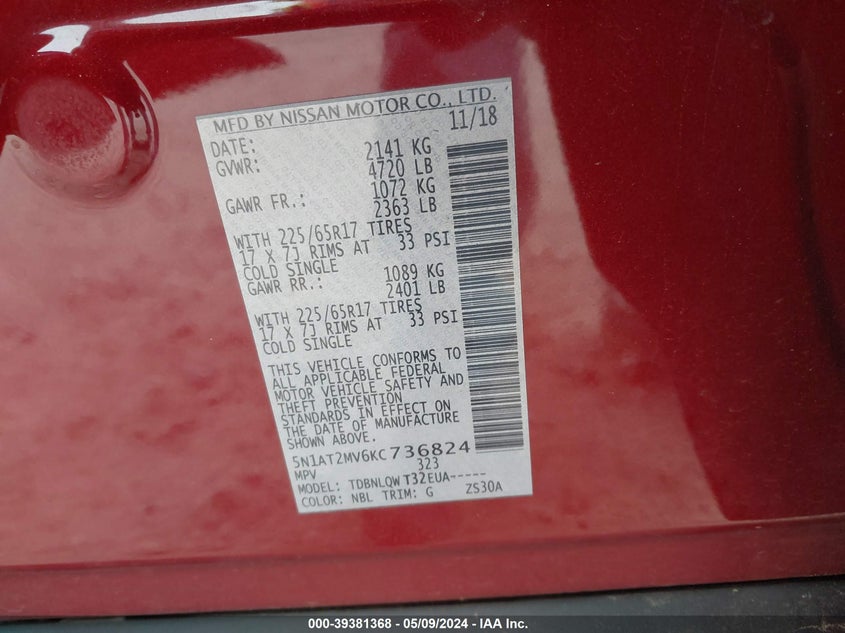 MFD BY NISSAN MOTOR CO., LTD.
DATE: 11/18
GVWR: 2141 KG
4720 LB
GAWR FR.: 1072 KG
2363 LB
WITH 225/65R17 TIRES
17 X 7J RIMS AT 33 PSI
COLD SINGLE
GAWR RR.: 1089 KG
2401 LB
WITH 225/65R17 TIRES
17 X 7J RIMS AT 33 PSI
COLD SINGLE
THIS VEHICLE CONFORMS TO
ALL APPLICABLE FEDERAL
MOTOR VEHICLE SAFETY AND
THEFT PREVENTION
STANDARDS IN EFFECT ON
THE DATE OF MANUFACTURE
SHOWN ABOVE.
5N1AT2MV6KC736824
MPV 323
MODEL: TDBNLQW T32EUA-----
COLOR: NBL TRIM: G ZS30A
000-39381368 - 05/09/2024 - IAA Inc.